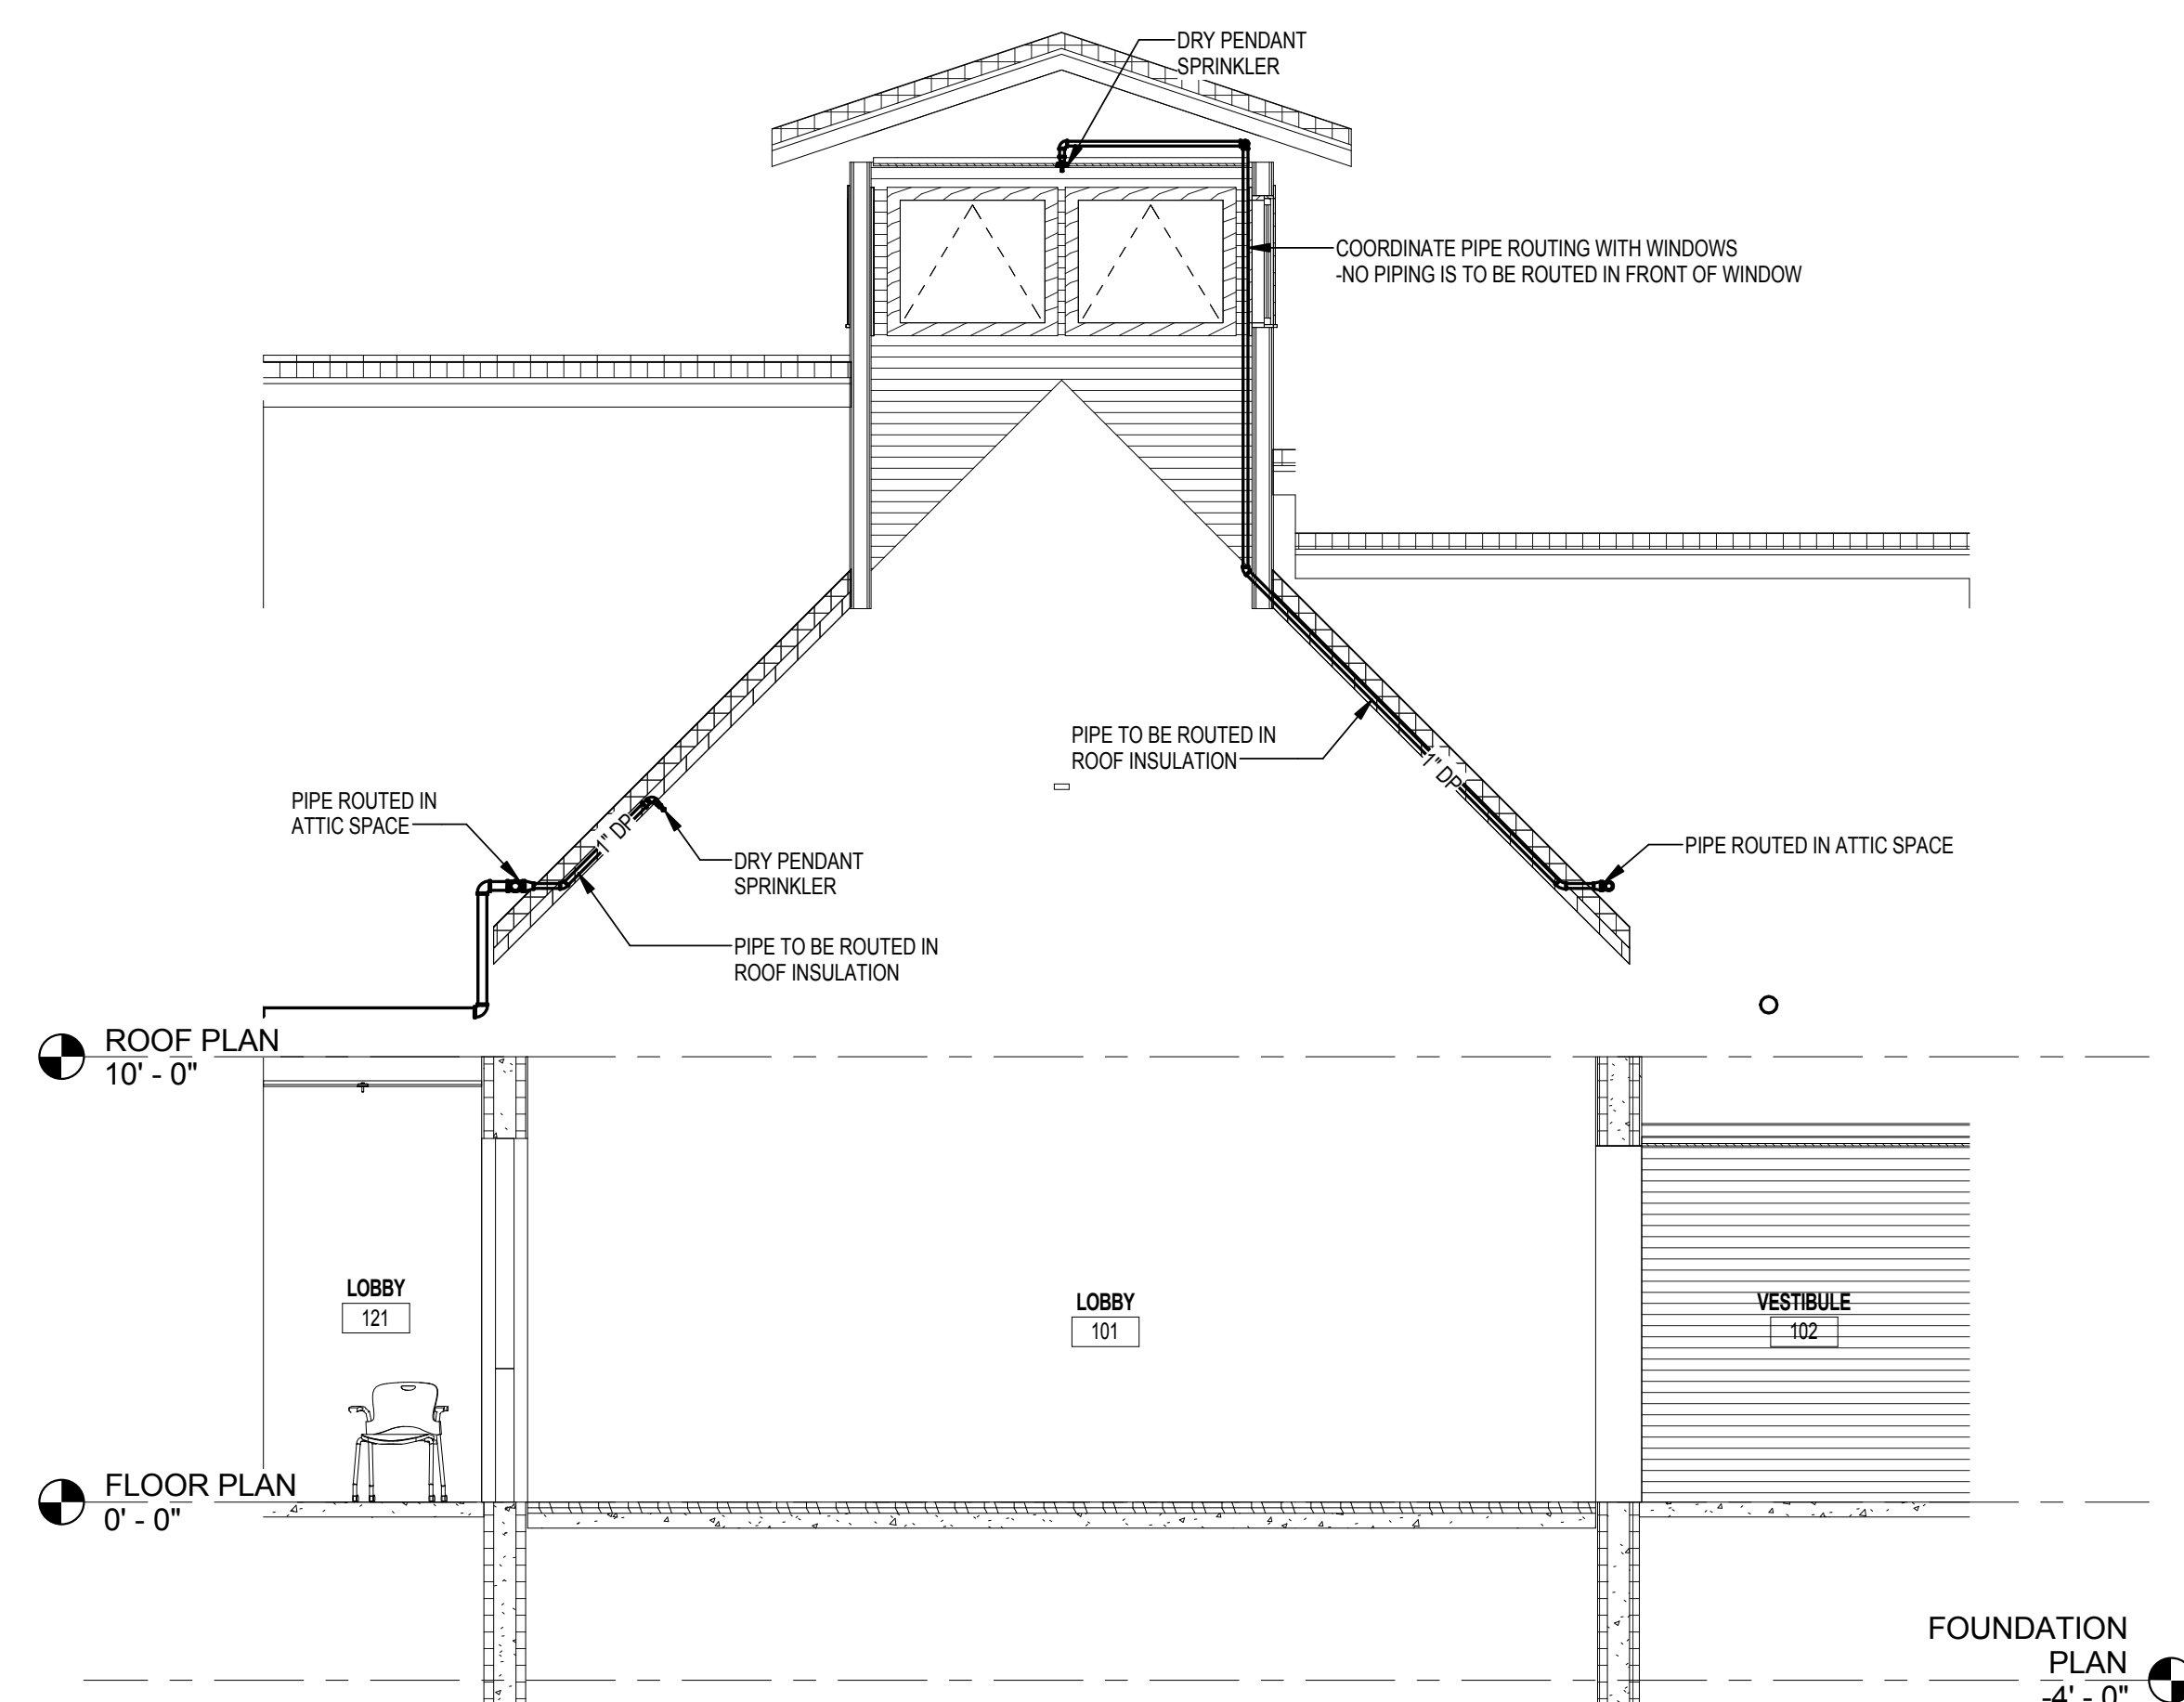 DRY PENDANT
SPRINKLER
COORDINATE PIPE ROUTING WITH WINDOWS
-NO PIPING IS TO BE ROUTED IN FRONT OF WINDOW
PIPE TO BE ROUTED IN
ROOF INSULATION
1" DP
PIPE ROUTED IN
ATTIC SPACE
1" DP
DRY PENDANT
SPRINKLER
PIPE ROUTED IN ATTIC SPACE
PIPE TO BE ROUTED IN
ROOF INSULATION
ROOF PLAN
10' - 0"
LOBBY
121
LOBBY
101
VESTIBULE
102
FLOOR PLAN
0' - 0"
FOUNDATION
PLAN
-4' - 0"